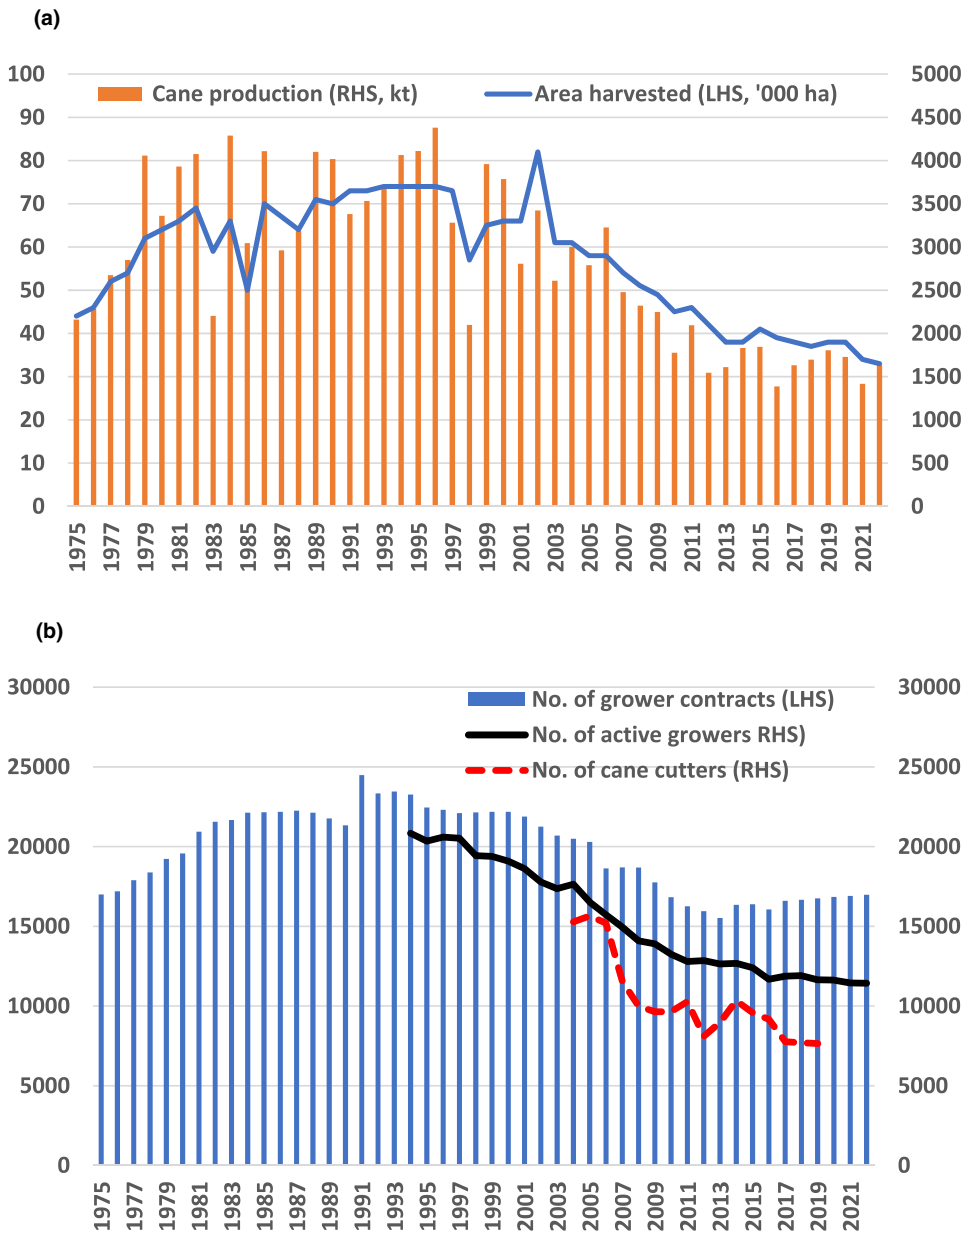 (a)
100 5000
Cane production (RHS, kt) Area harvested (LHS, '000 ha)
90 4500
80 4000
70 3500
60 3000
50 2500
40 2000
30 1500
20 1000
10 500
0 0
1975 1977 1979 1981 1983 1985 1987 1989 1991 1993 1995 1997 1999 2001 2003 2005 2007 2009 2011 2013 2015 2017 2019 2021
(b)
30000 30000
No. of grower contracts (LHS)
No. of active growers RHS)
25000 No. of cane cutters (RHS) 25000
20000 20000
15000 15000
10000 10000
5000 5000
0 0
1975 1977 1979 1981 1983 1985 1987 1989 1991 1993 1995 1997 1999 2001 2003 2005 2007 2009 2011 2013 2015 2017 2019 2021